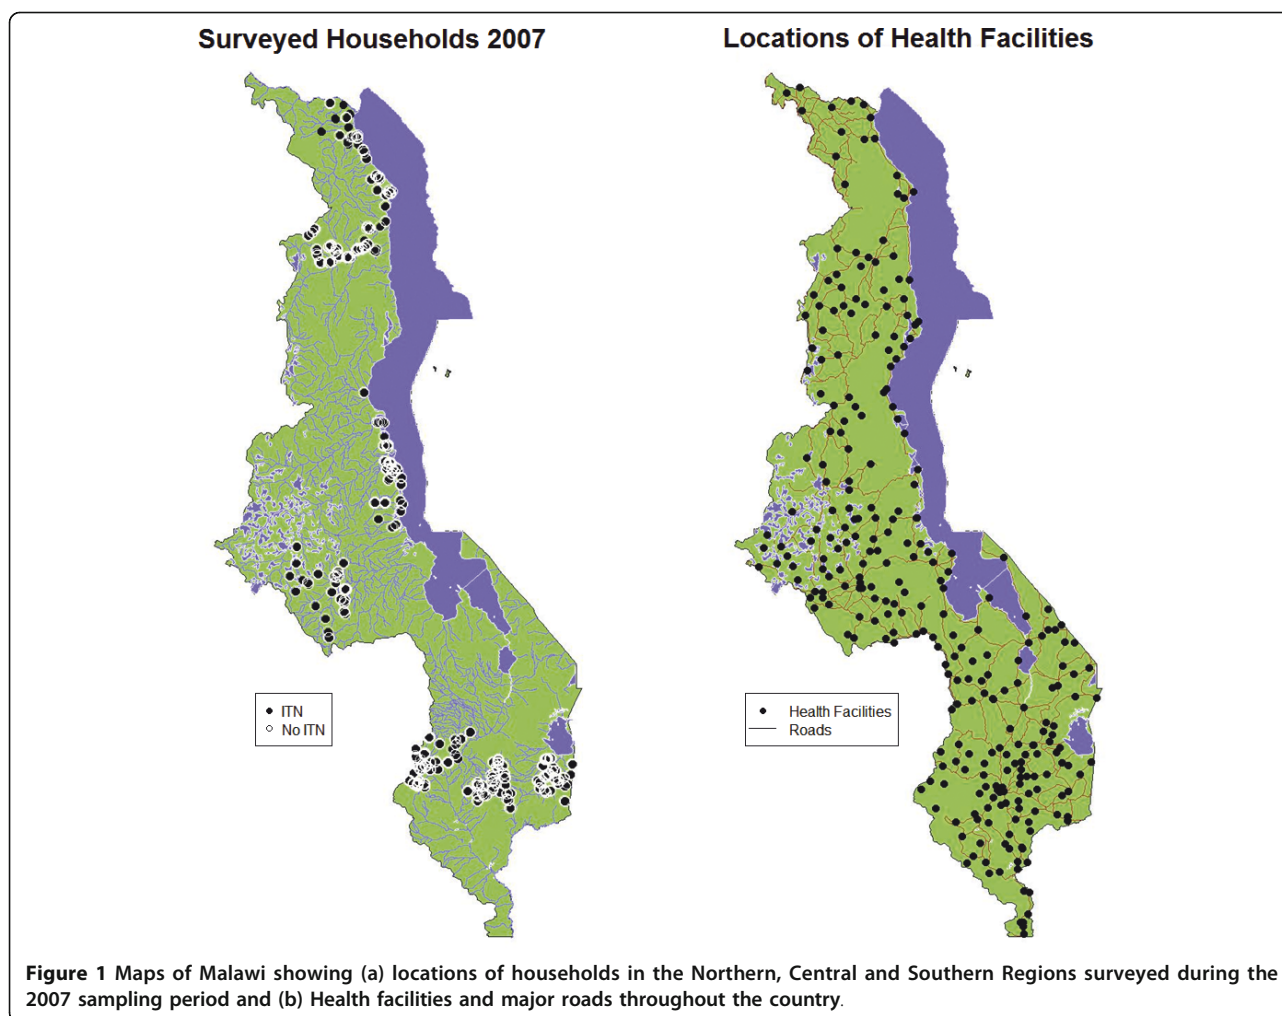 Surveyed Households 2007
Locations of Health Facilities
ITN
No ITN
Health Facilities
Roads
Figure 1 Maps of Malawi showing (a) locations of households in the Northern, Central and Southern Regions surveyed during the
2007 sampling period and (b) Health facilities and major roads throughout the country.